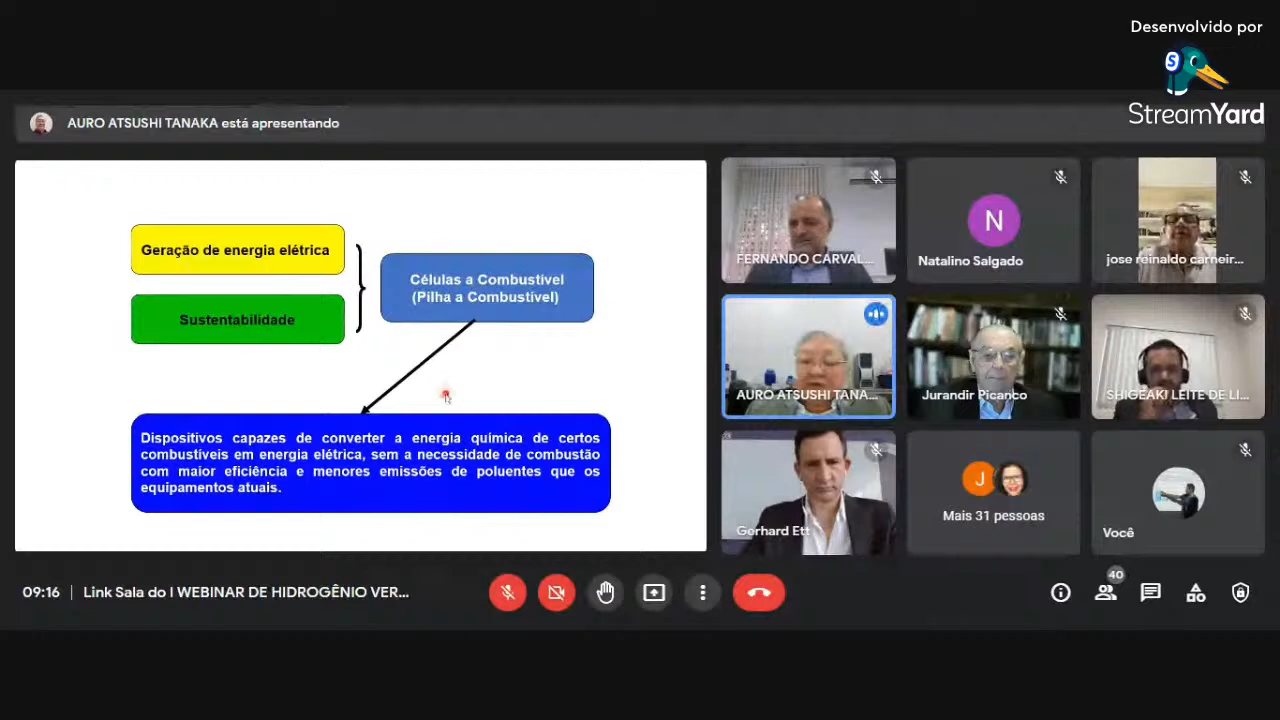 Desenvolvido por
StreamYard
AURO ATSUSHI TANAKA está apresentando
Geração de energia elétrica
Sustentabilidade
Células a Combustível
(Pilha a Combustível)
Dispositivos capazes de converter a energia química de certos
combustíveis em energia elétrica, sem a necessidade de combustão
com maior eficiência e menores emissões de poluentes que os
equipamentos atuais.
FERNANDO CARVAL...
N
Natalino Salgado
jose reinaldo carneir...
AURO ATSUSHI TANA...
Jurandir Picanco
SHIGEAKI LEITE DE LI...
Gerhard Ett
J
Mais 31 pessoas
Você
09:16 | Link Sala do I WEBINAR DE HIDROGÊNIO VER...
40